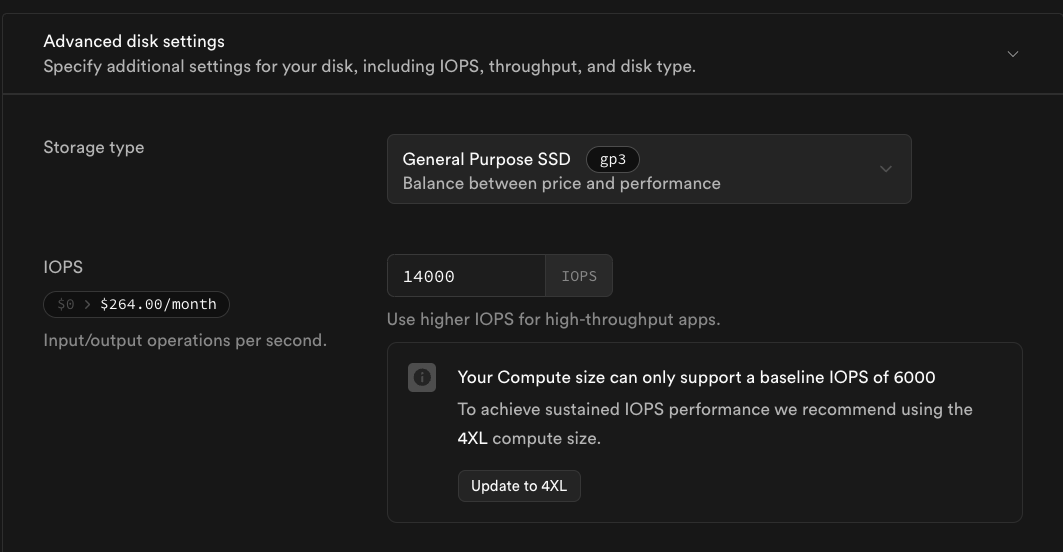 Advanced disk settings
Specify additional settings for your disk, including IOPS, throughput, and disk type.
Storage type
General Purpose SSD gp3
Balance between price and performance
IOPS
$0 > $264.00/month
Input/output operations per second.
14000 IOPS
Use higher IOPS for high-throughput apps.
Your Compute size can only support a baseline IOPS of 6000
To achieve sustained IOPS performance we recommend using the
4XL compute size.
Update to 4XL